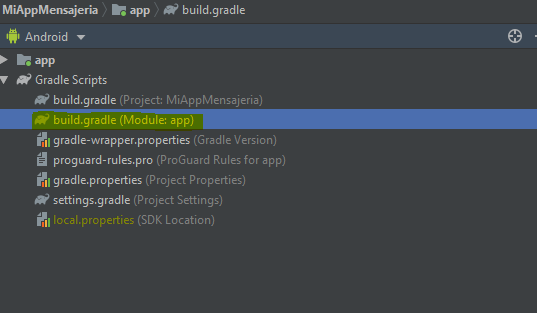 MiAppMensajeria app build.gradle
Android
app
Gradle Scripts
build.gradle (Project: MiAppMensajeria)
build.gradle (Module: app)
gradle-wrapper.properties (Gradle Version)
proguard-rules.pro (ProGuard Rules for app)
gradle.properties (Project Properties)
settings.gradle (Project Settings)
local.properties (SDK Location)